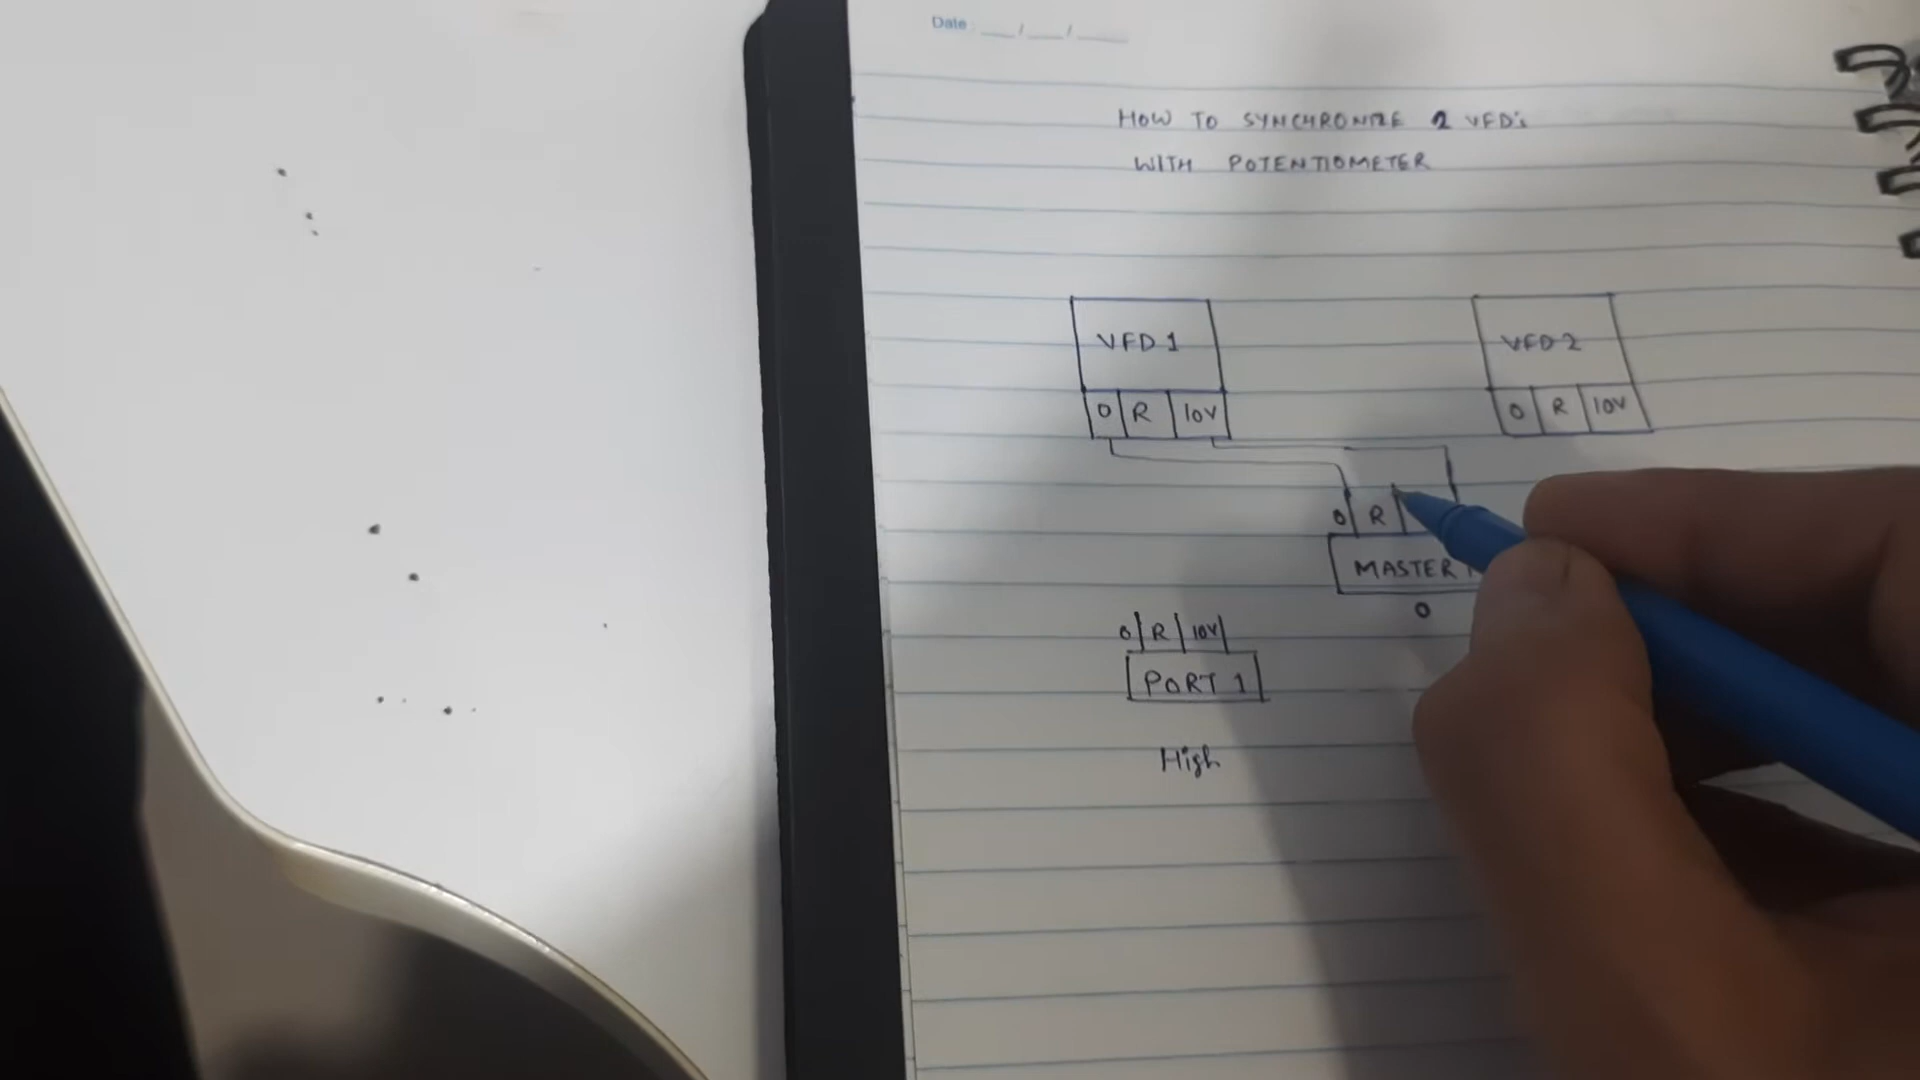 Date: ___/___/___
HOW TO SYNCHRONIZE 2 VFD's
WITH POTENTIOMETER
VFD 1
VFD 2
0 R 10V
0 R 10V
0 R
MASTER
0
0 R 10V
PORT 1
High